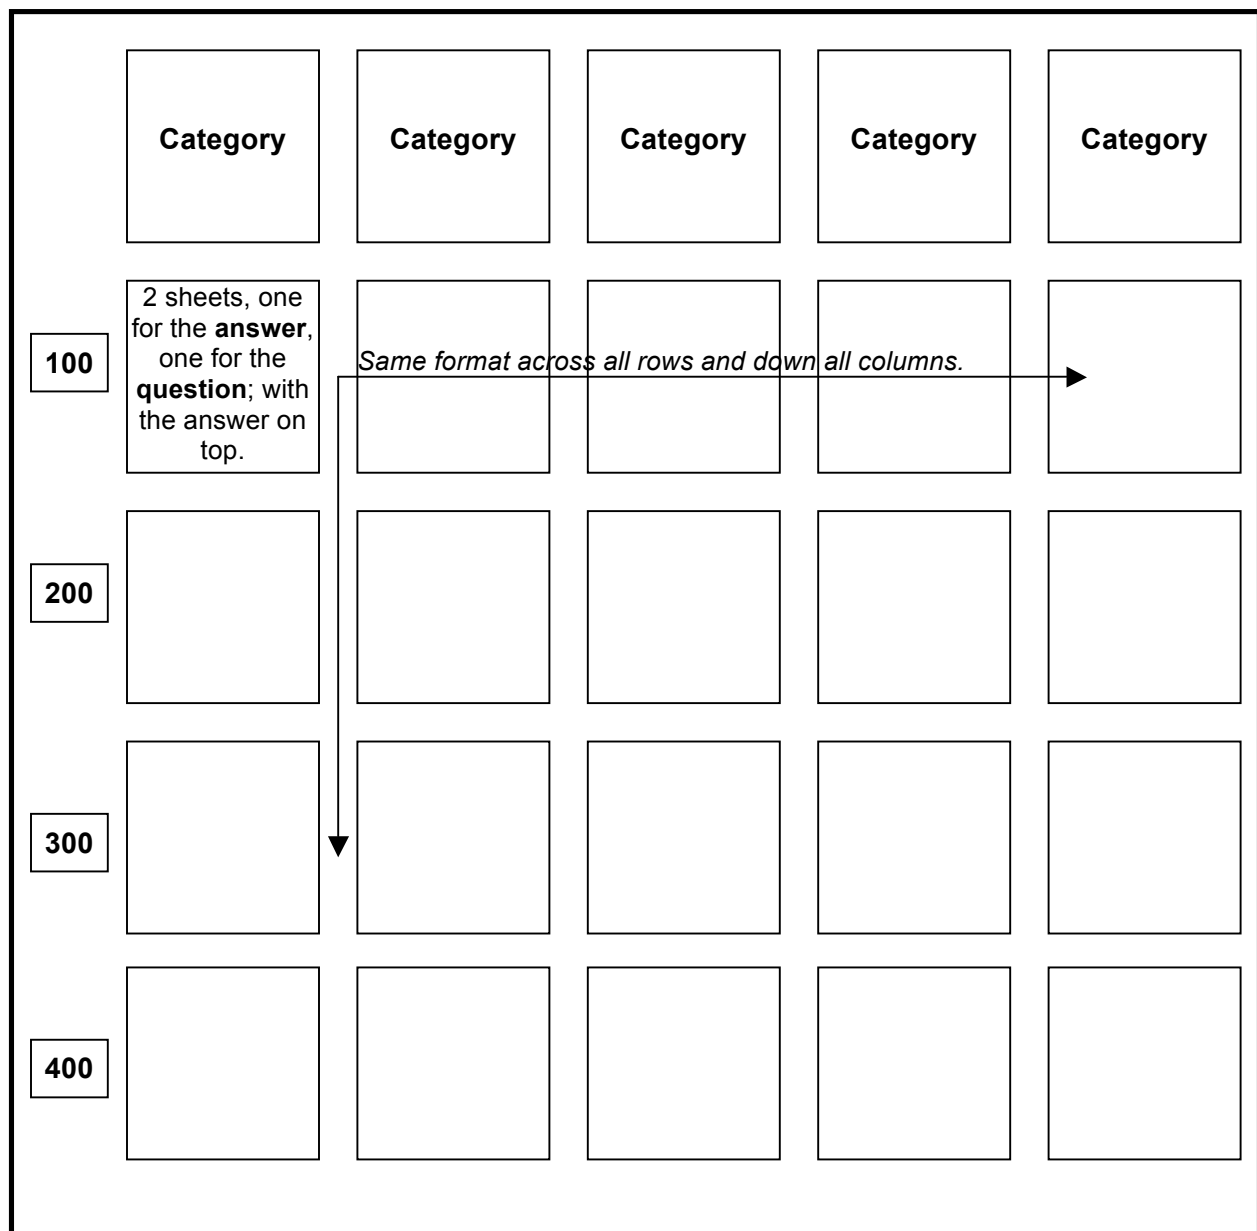 Category Category Category Category Category
2 sheets, one
for the answer,
one for the
question; with
the answer on
top.
100
Same format across all rows and down all columns.
200
300
400